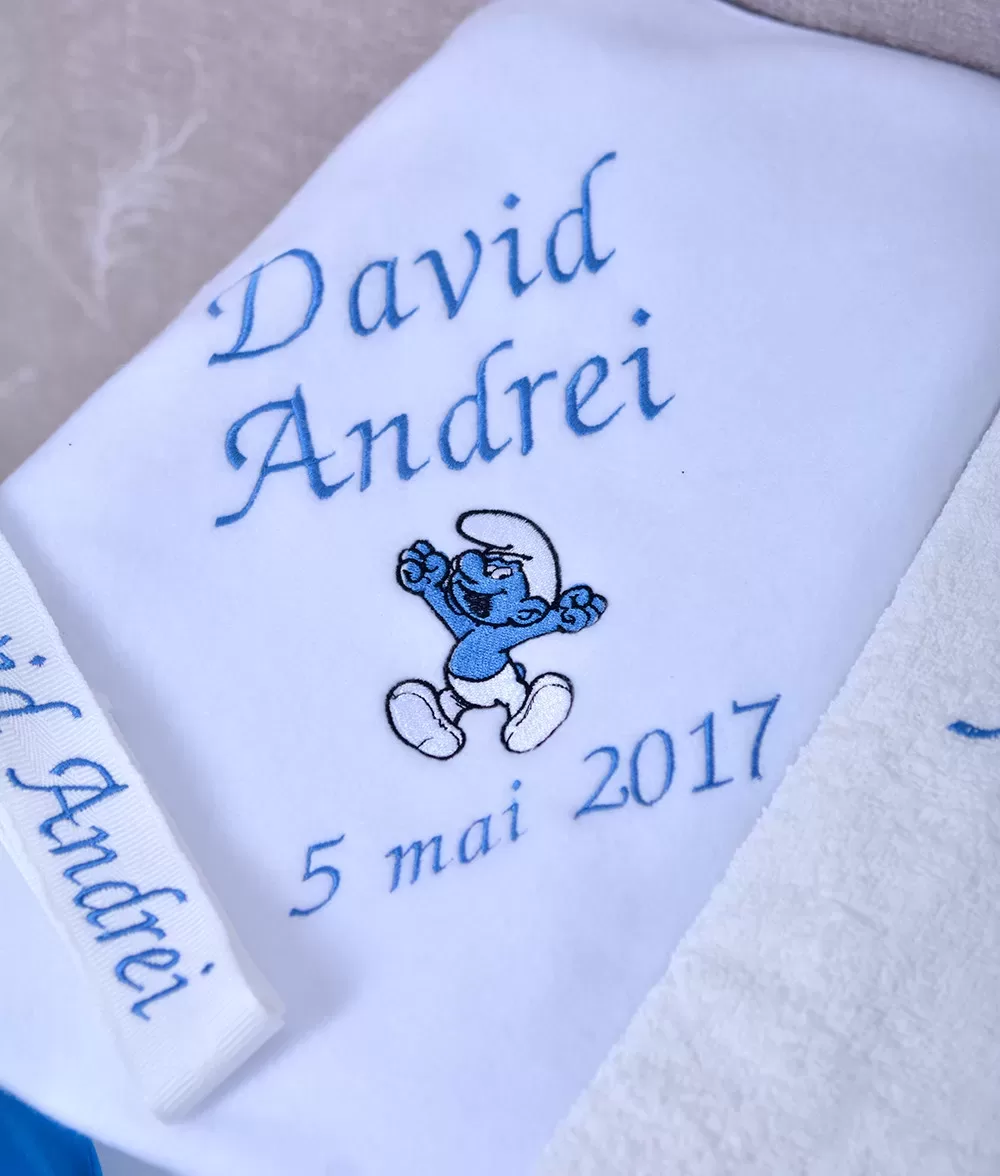 David
Andrei
5 mai 2017
Andrei